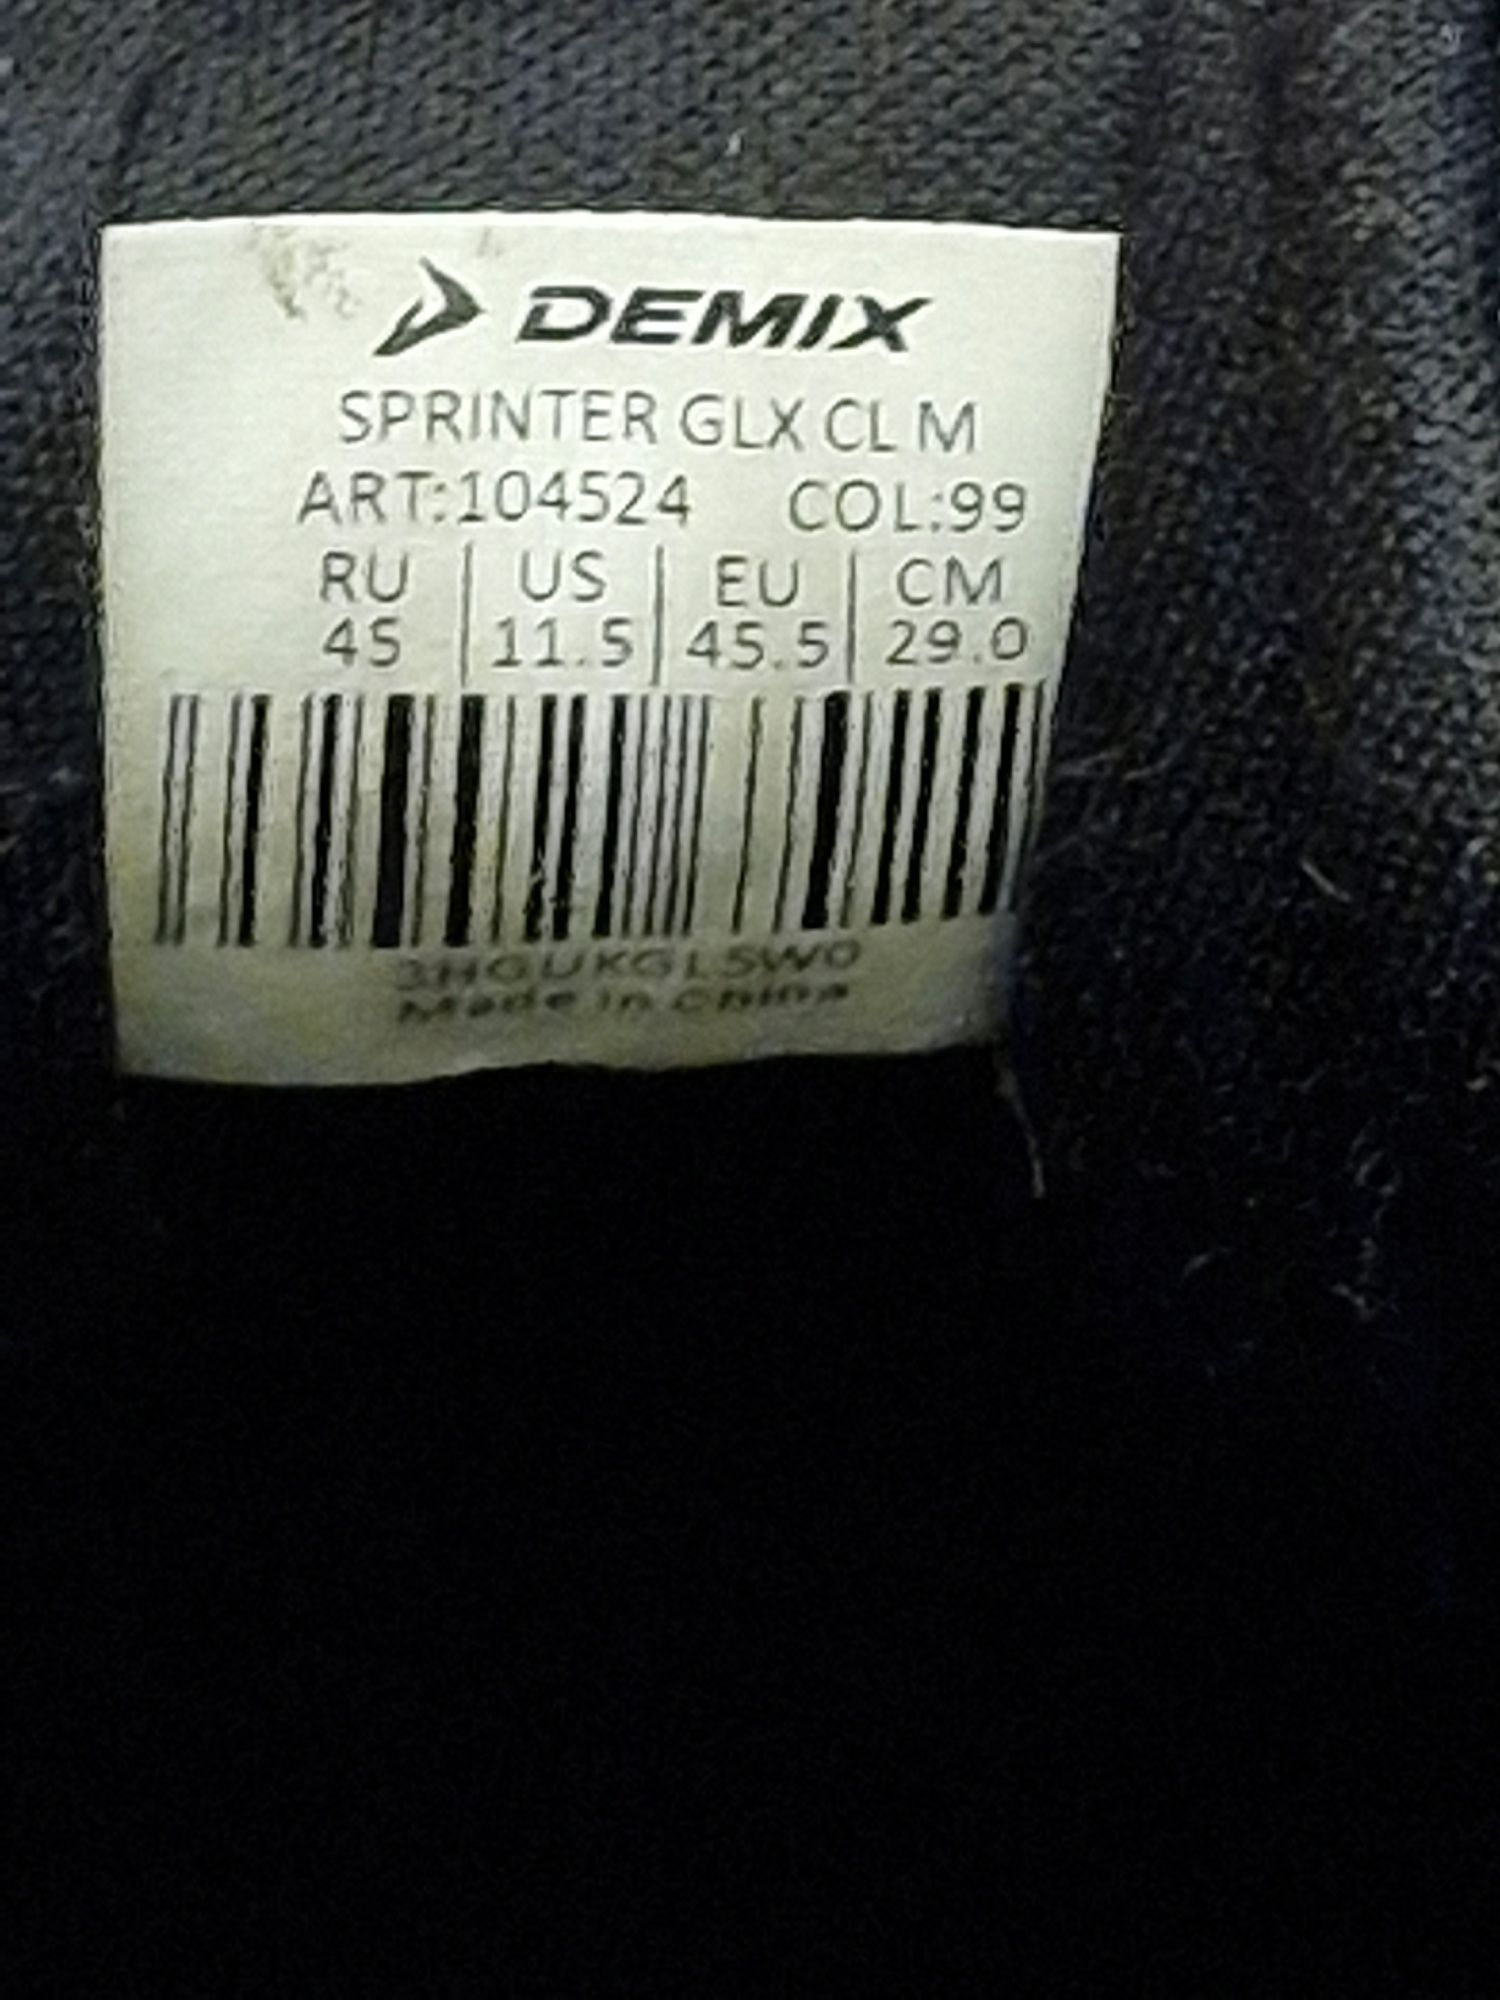 DEMIX
SPRINTER GLX CL M
ART:104524 COL:99
RU US EU CM
45 11.5 45.5 29.0
3HGUKGLSW0
Made in China